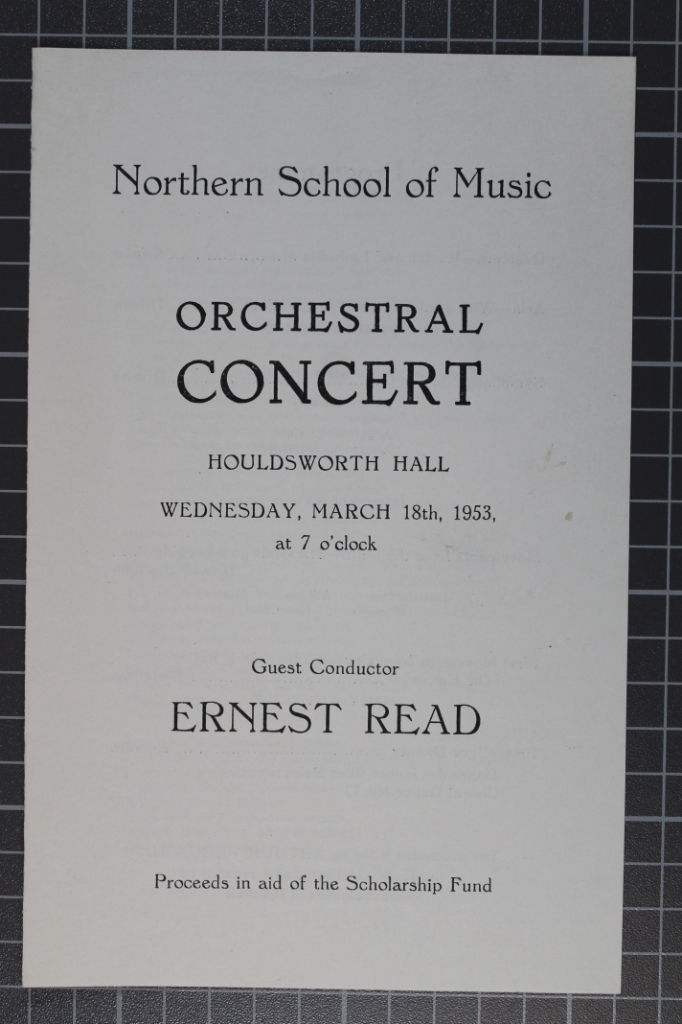 Northern School of Music
ORCHESTRAL
CONCERT
HOULDSWORTH HALL
WEDNESDAY, MARCH 18th, 1953,
at 7 o'clock
Guest Conductor
ERNEST READ
Proceeds in aid of the Scholarship Fund